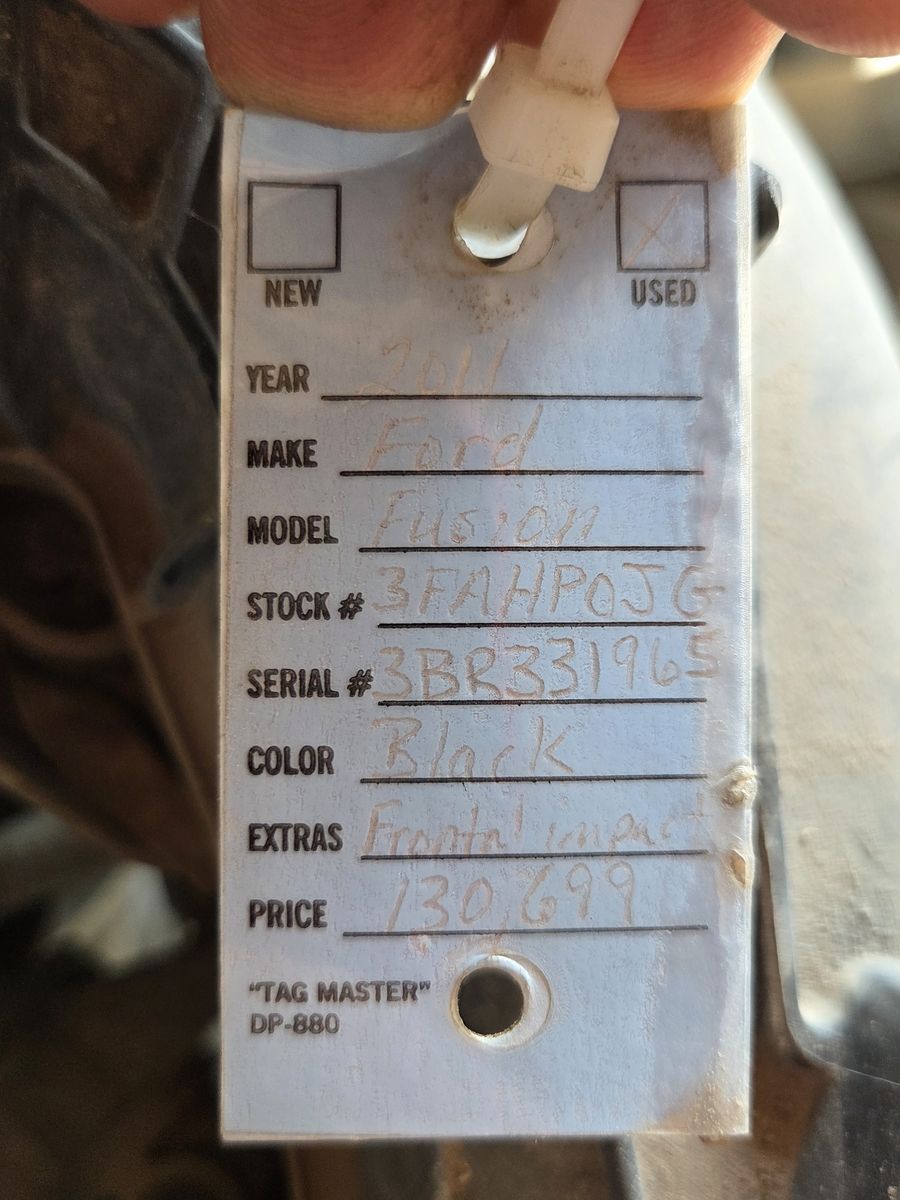 NEW USED
YEAR 2011
MAKE Ford
MODEL Fusion
STOCK # 3FAHP0JG
SERIAL # 3BR331965
COLOR Black
EXTRAS Frontal impact
PRICE 130,699
"TAG MASTER"
DP-880